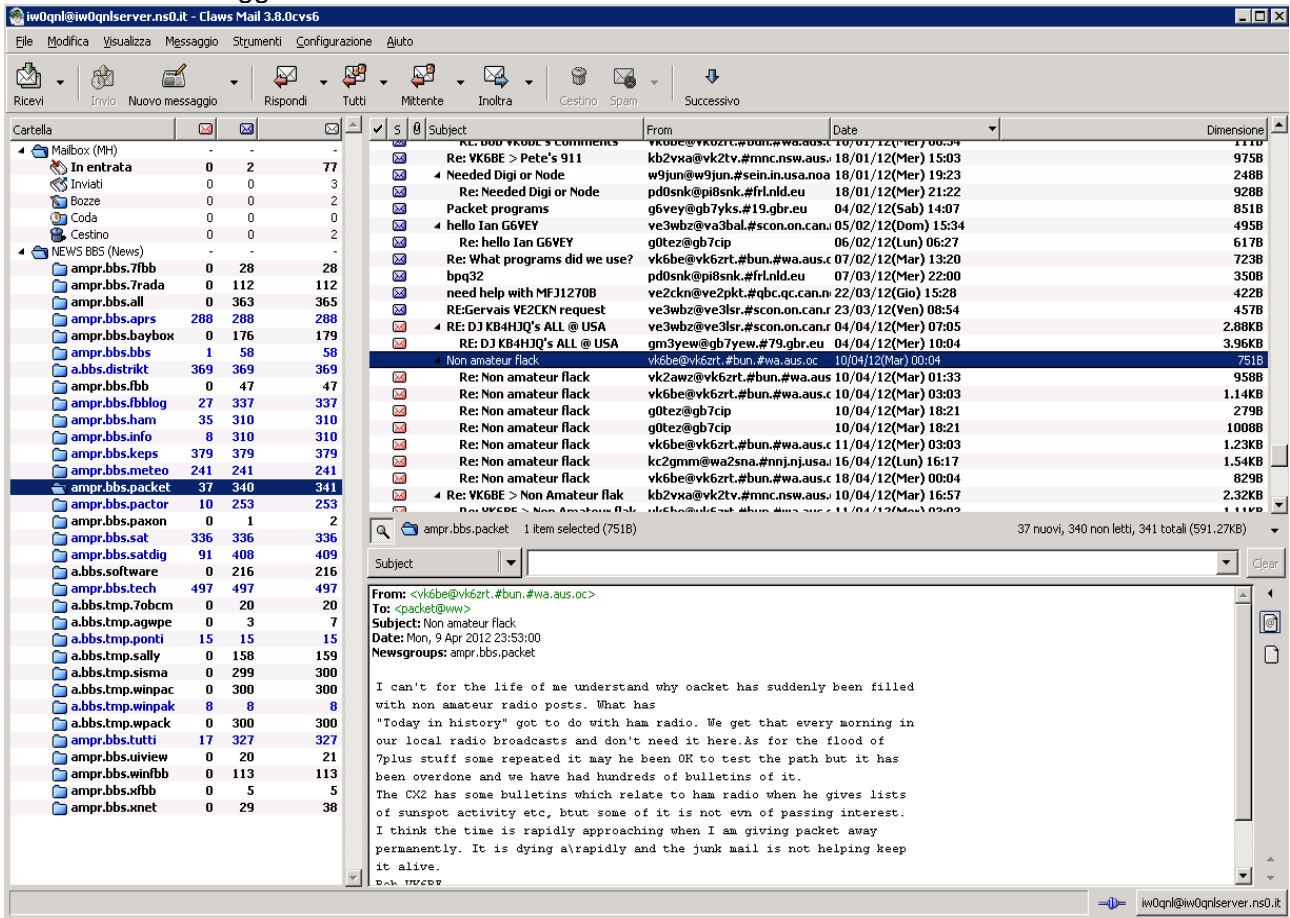 iw0qnl@iw0qnlserver.ns0.it - Claws Mail 3.8.0cvs6
File Modifica Visualizza Messaggio Strumenti Configurazione Aiuto
Ricevi Invio Nuovo messaggio Rispondi Tutti Mittente Inoltra Cestino Spam Successivo
Cartella
Mailbox (MH) - - -
In entrata 0 2 77
Inviati 0 0 3
Bozze 0 0 2
Coda 0 0 0
Cestino 0 0 2
NEWS BBS (News) - - -
ampr.bbs.7fbb 0 28 28
ampr.bbs.7rada 0 112 112
ampr.bbs.all 0 363 365
ampr.bbs.aprs 288 288 288
ampr.bbs.baybox 0 176 179
ampr.bbs.bbs 1 58 58
a.bbs.distrikt 369 369 369
ampr.bbs.fbb 0 47 47
ampr.bbs.fbblog 27 337 337
ampr.bbs.ham 35 310 310
ampr.bbs.info 8 310 310
ampr.bbs.keps 379 379 379
ampr.bbs.meteo 241 241 241
ampr.bbs.packet 37 340 341
ampr.bbs.pactor 10 253 253
ampr.bbs.paxon 0 1 2
ampr.bbs.sat 336 336 336
ampr.bbs.satdig 91 408 409
a.bbs.software 0 216 216
ampr.bbs.tech 497 497 497
a.bbs.tmp.7obcm 0 20 20
a.bbs.tmp.agwpe 0 3 7
a.bbs.tmp.ponti 15 15 15
a.bbs.tmp.sally 0 158 159
a.bbs.tmp.sisma 0 299 300
a.bbs.tmp.winpac 0 300 300
a.bbs.tmp.winpak 8 8 8
a.bbs.tmp.wpack 0 300 300
ampr.bbs.tutti 17 327 327
ampr.bbs.uiview 0 20 21
ampr.bbs.winfbb 0 113 113
ampr.bbs.xfbb 0 5 5
ampr.bbs.xnet 0 29 38
S Subject From Date Dimensione
Re: VK6BE > Pete's 911 kb2vxa@vk2tv.#mnc.nsw.aus. 18/01/12(Mer) 15:03 975B
Needed Digi or Node w9jun@w9jun.#sein.in.usa.noa 18/01/12(Mer) 19:23 248B
Re: Needed Digi or Node pd0snk@pi8snk.#frl.nld.eu 18/01/12(Mer) 21:22 928B
Packet programs g6vey@gb7yks.#19.gbr.eu 04/02/12(Sab) 14:07 851B
hello Ian G6VEY ve3wbz@va3bal.#scon.on.can. 05/02/12(Dom) 15:34 495B
Re: hello Ian G6VEY g0tez@gb7cip 06/02/12(Lun) 06:27 617B
Re: What programs did we use? vk6be@vk6zrt.#bun.#wa.aus.o 07/02/12(Mar) 13:20 723B
bpq32 pd0snk@pi8snk.#frl.nld.eu 07/03/12(Mer) 22:00 350B
need help with MFJ1270B ve2ckn@ve2pkt.#qbc.qc.can.n 22/03/12(Gio) 15:28 422B
RE:Gervais VE2CKN request ve3wbz@ve3lsr.#scon.on.can.r 23/03/12(Ven) 08:54 457B
RE: DJ KB4HJQ's ALL @ USA ve3wbz@ve3lsr.#scon.on.can.r 04/04/12(Mer) 07:05 2.88KB
RE: DJ KB4HJQ's ALL @ USA gm3yew@gb7yew.#79.gbr.eu 04/04/12(Mer) 10:04 3.96KB
Non amateur flack vk6be@vk6zrt.#bun.#wa.aus.oc 10/04/12(Mar) 00:04 751B
Re: Non amateur flack vk2awz@vk6zrt.#bun.#wa.aus 10/04/12(Mar) 01:33 958B
Re: Non amateur flack vk6be@vk6zrt.#bun.#wa.aus.c 10/04/12(Mar) 03:03 1.14KB
Re: Non amateur flack g0tez@gb7cip 10/04/12(Mar) 18:21 279B
Re: Non amateur flack g0tez@gb7cip 10/04/12(Mar) 18:21 1008B
Re: Non amateur flack vk6be@vk6zrt.#bun.#wa.aus.c 11/04/12(Mer) 03:03 1.23KB
Re: Non amateur flack kc2gmm@wa2sna.#nnj.nj.usa. 16/04/12(Lun) 16:17 1.54KB
Re: Non amateur flack vk6be@vk6zrt.#bun.#wa.aus.c 18/04/12(Mer) 00:04 829B
Re: VK6BE > Non Amateur flak kb2vxa@vk2tv.#mnc.nsw.aus. 10/04/12(Mar) 16:57 2.32KB
ampr.bbs.packet 1 item selected (751B) 37 nuovi, 340 non letti, 341 totali (591.27KB)
Subject Clear
From: <vk6be@vk6zrt.#bun.#wa.aus.oc>
To: <packet@ww>
Subject: Non amateur flack
Date: Mon, 9 Apr 2012 23:53:00
Newsgroups: ampr.bbs.packet
I can't for the life of me understand why oacket has suddenly been filled
with non amateur radio posts. What has
"Today in history" got to do with ham radio. We get that every morning in
our local radio broadcasts and don't need it here.As for the flood of
7plus stuff some repeated it may he been OK to test the path but it has
been overdone and we have had hundreds of bulletins of it.
The CX2 has some bulletins which relate to ham radio when he gives lists
of sunspot activity etc, btut some of it is not evn of passing interest.
I think the time is rapidly approaching when I am giving packet away
permanently. It is dying a\rapidly and the junk mail is not helping keep
it alive.
Bob VK6BE
iw0qnl@iw0qnlserver.ns0.it